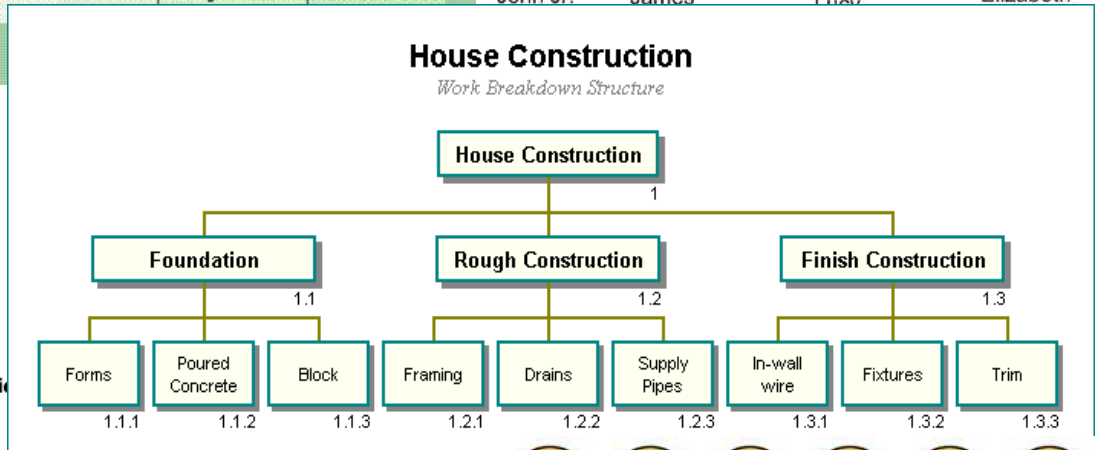 James
Elizabeth
House Construction
Work Breakdown Structure
House Construction
1
Foundation
Rough Construction
Finish Construction
1.1
1.2
1.3
Forms
Poured
Concrete
Block
Framing
Drains
Supply
Pipes
In-wall
wire
Fixtures
Trim
1.1.1
1.1.2
1.1.3
1.2.1
1.2.2
1.2.3
1.3.1
1.3.2
1.3.3